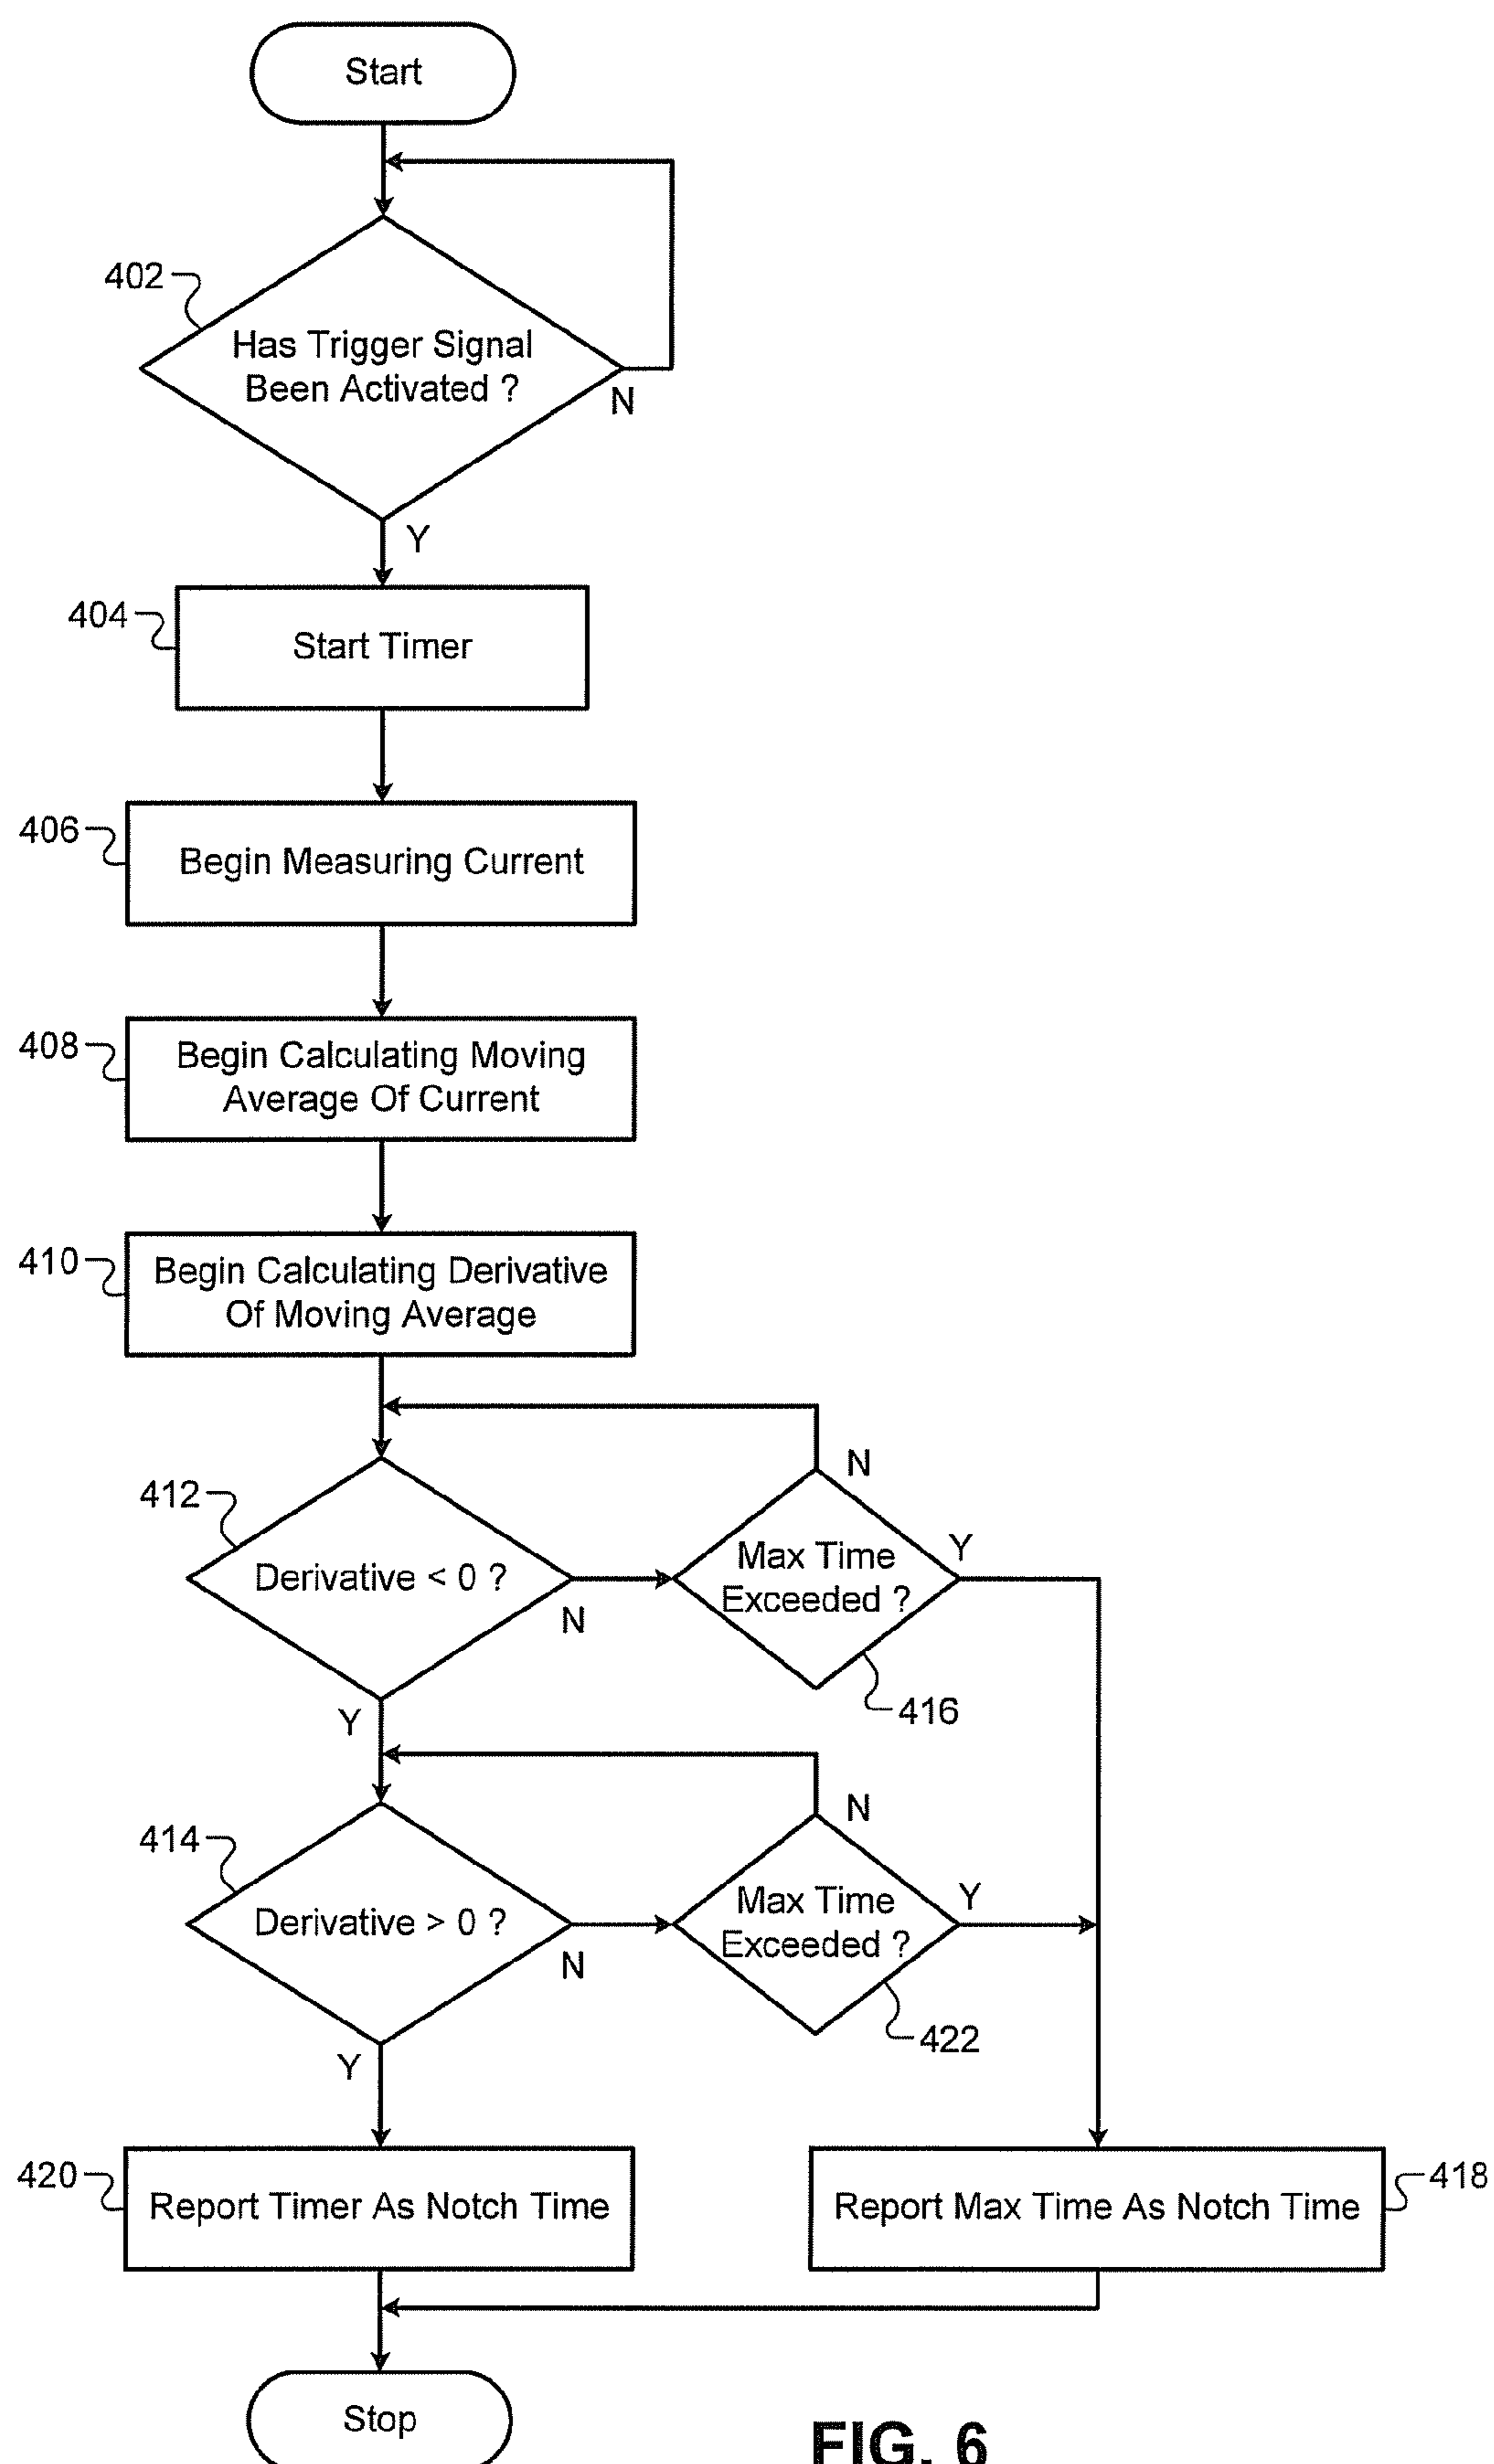 Start
402
Has Trigger Signal
Been Activated ?
N
Y
404
Start Timer
406
Begin Measuring Current
408
Begin Calculating Moving
Average Of Current
410
Begin Calculating Derivative
Of Moving Average
412
Derivative < 0 ?
N
Y
Max Time
Exceeded ?
N
Y
416
414
Derivative > 0 ?
N
Y
Max Time
Exceeded ?
N
Y
422
420
Report Timer As Notch Time
Report Max Time As Notch Time
418
Stop
FIG. 6